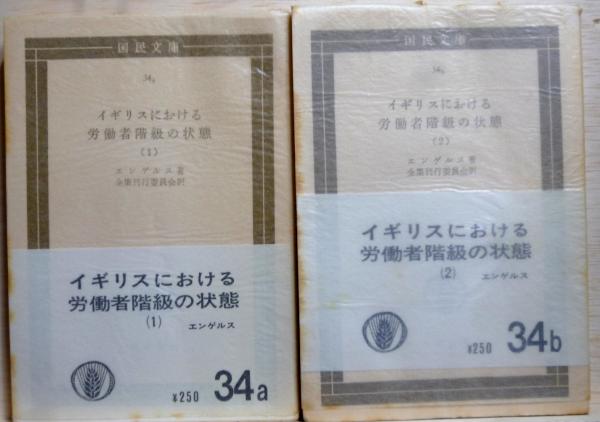 国民文庫
34a
イギリスにおける
労働者階級の状態
(1)
エンゲルス著
全集刊行委員会訳
イギリスにおける
労働者階級の状態
(1)
エンゲルス
¥250
34a
国民文庫
34b
イギリスにおける
労働者階級の状態
(2)
エンゲルス著
全集刊行委員会訳
イギリスにおける
労働者階級の状態
(2)
エンゲルス
¥250
34b